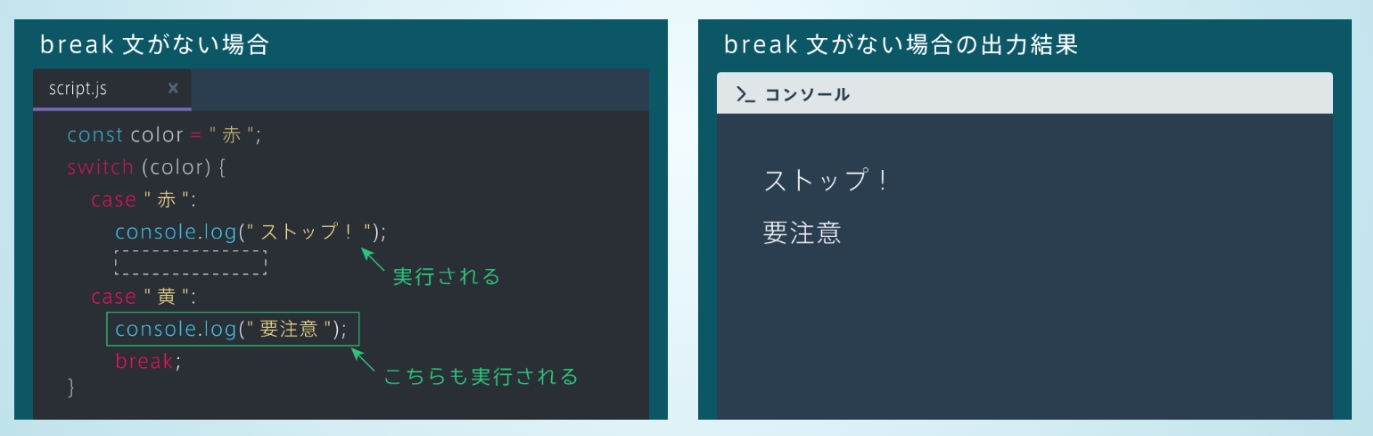 break 文がない場合
script.js ×
const color = " 赤 ";
switch (color) {
case " 赤 ":
console.log(" ストップ！ ");
実行される
case " 黄 ":
console.log(" 要注意 ");
break;
こちらも実行される
}
break 文がない場合の出力結果
>_ コンソール
ストップ！
要注意